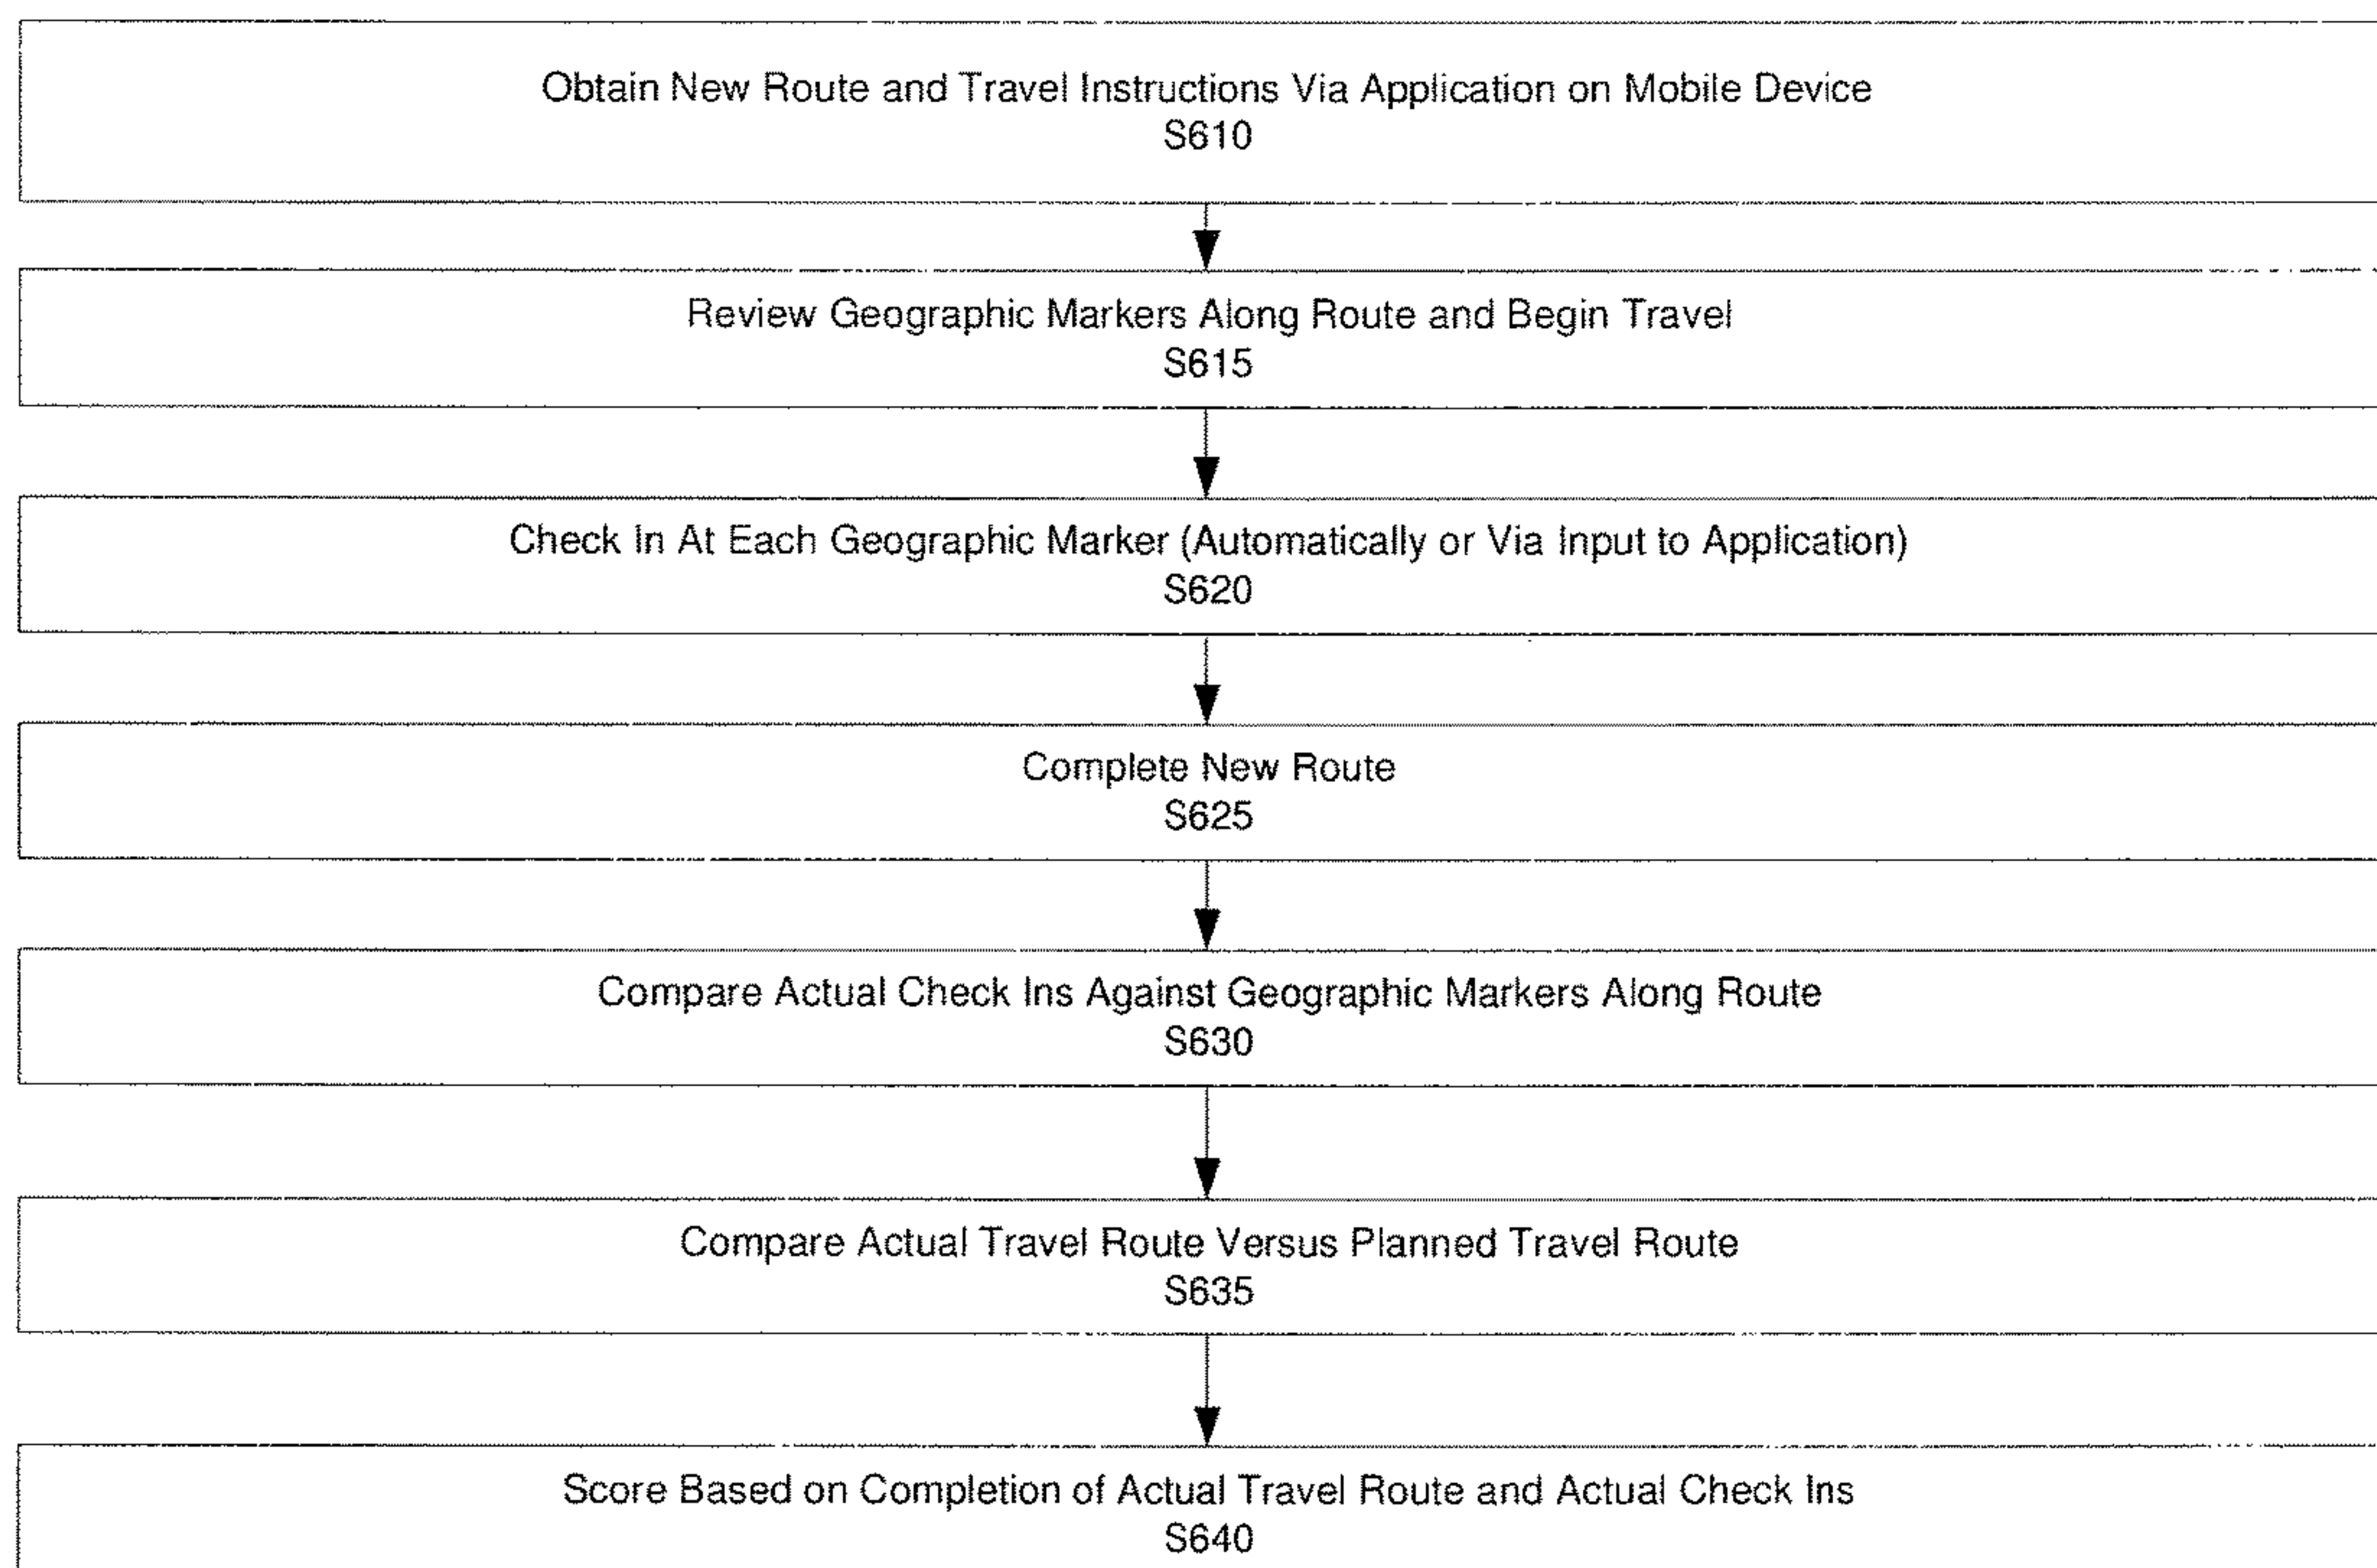 Obtain New Route and Travel Instructions Via Application on Mobile Device
S610
Review Geographic Markers Along Route and Begin Travel
S615
Check In At Each Geographic Marker (Automatically or Via Input to Application)
S620
Complete New Route
S625
Compare Actual Check Ins Against Geographic Markers Along Route
S630
Compare Actual Travel Route Versus Planned Travel Route
S635
Score Based on Completion of Actual Travel Route and Actual Check Ins
S640